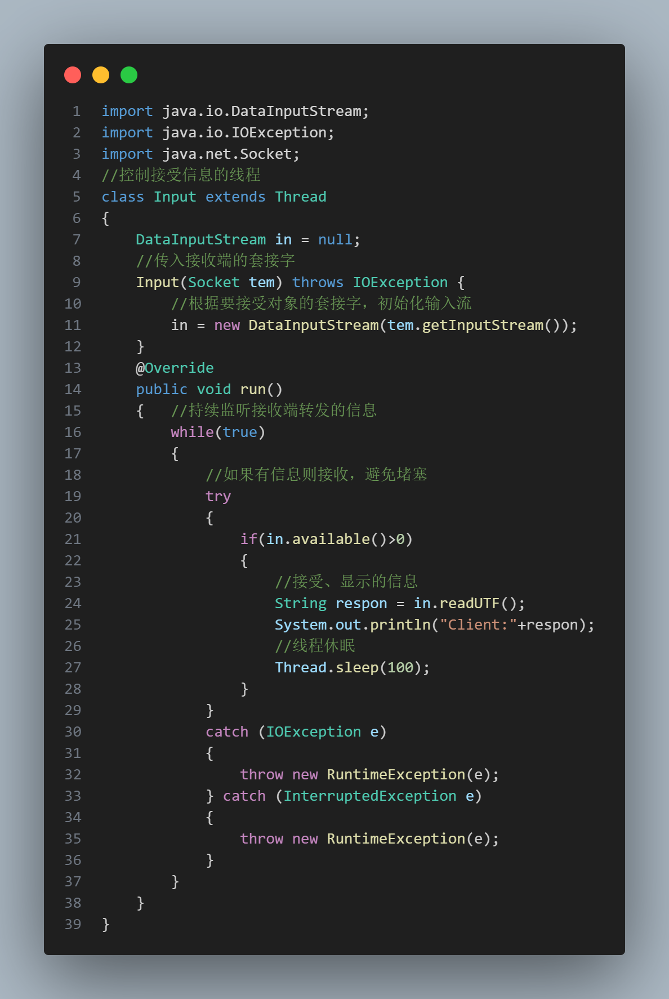 1 import java.io.DataInputStream;
2 import java.io.IOException;
3 import java.net.Socket;
4 //控制接受信息的线程
5 class Input extends Thread
6 {
7     DataInputStream in = null;
8     //传入接收端的套接字
9     Input(Socket tem) throws IOException {
10         //根据要接受对象的套接字，初始化输入流
11         in = new DataInputStream(tem.getInputStream());
12     }
13     @Override
14     public void run()
15     {   //持续监听接收端转发的信息
16         while(true)
17         {
18             //如果有信息则接收，避免堵塞
19             try
20             {
21                 if(in.available()>0)
22                 {
23                     //接受、显示的信息
24                     String respon = in.readUTF();
25                     System.out.println("Client:"+respon);
26                     //线程休眠
27                     Thread.sleep(100);
28                 }
29             }
30             catch (IOException e)
31             {
32                 throw new RuntimeException(e);
33             } catch (InterruptedException e)
34             {
35                 throw new RuntimeException(e);
36             }
37         }
38     }
39 }